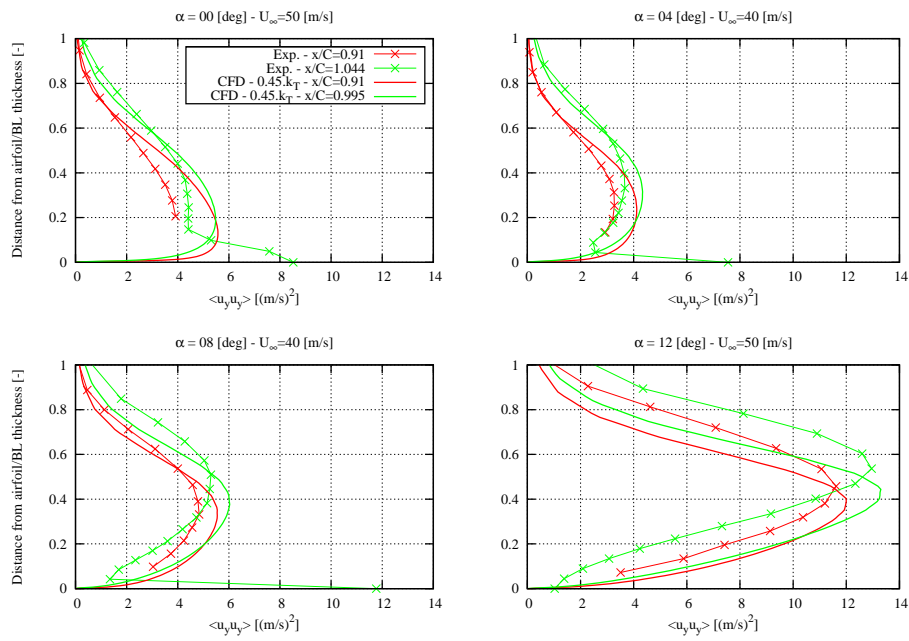 α = 00 [deg] - U∞=50 [m/s]
α = 04 [deg] - U∞=40 [m/s]
Distance from airfoil/BL thickness [-]
1
0.8
0.6
0.4
0.2
0
Exp. - x/C=0.91
Exp. - x/C=1.044
CFD - 0.45.k_T - x/C=0.91
CFD - 0.45.k_T - x/C=0.995
0 2 4 6 8 10 12 14
<u_yu_y> [(m/s)^2]
1
0.8
0.6
0.4
0.2
0
0 2 4 6 8 10 12 14
<u_yu_y> [(m/s)^2]
α = 08 [deg] - U∞=40 [m/s]
α = 12 [deg] - U∞=50 [m/s]
Distance from airfoil/BL thickness [-]
1
0.8
0.6
0.4
0.2
0
0 2 4 6 8 10 12 14
<u_yu_y> [(m/s)^2]
1
0.8
0.6
0.4
0.2
0
0 2 4 6 8 10 12 14
<u_yu_y> [(m/s)^2]